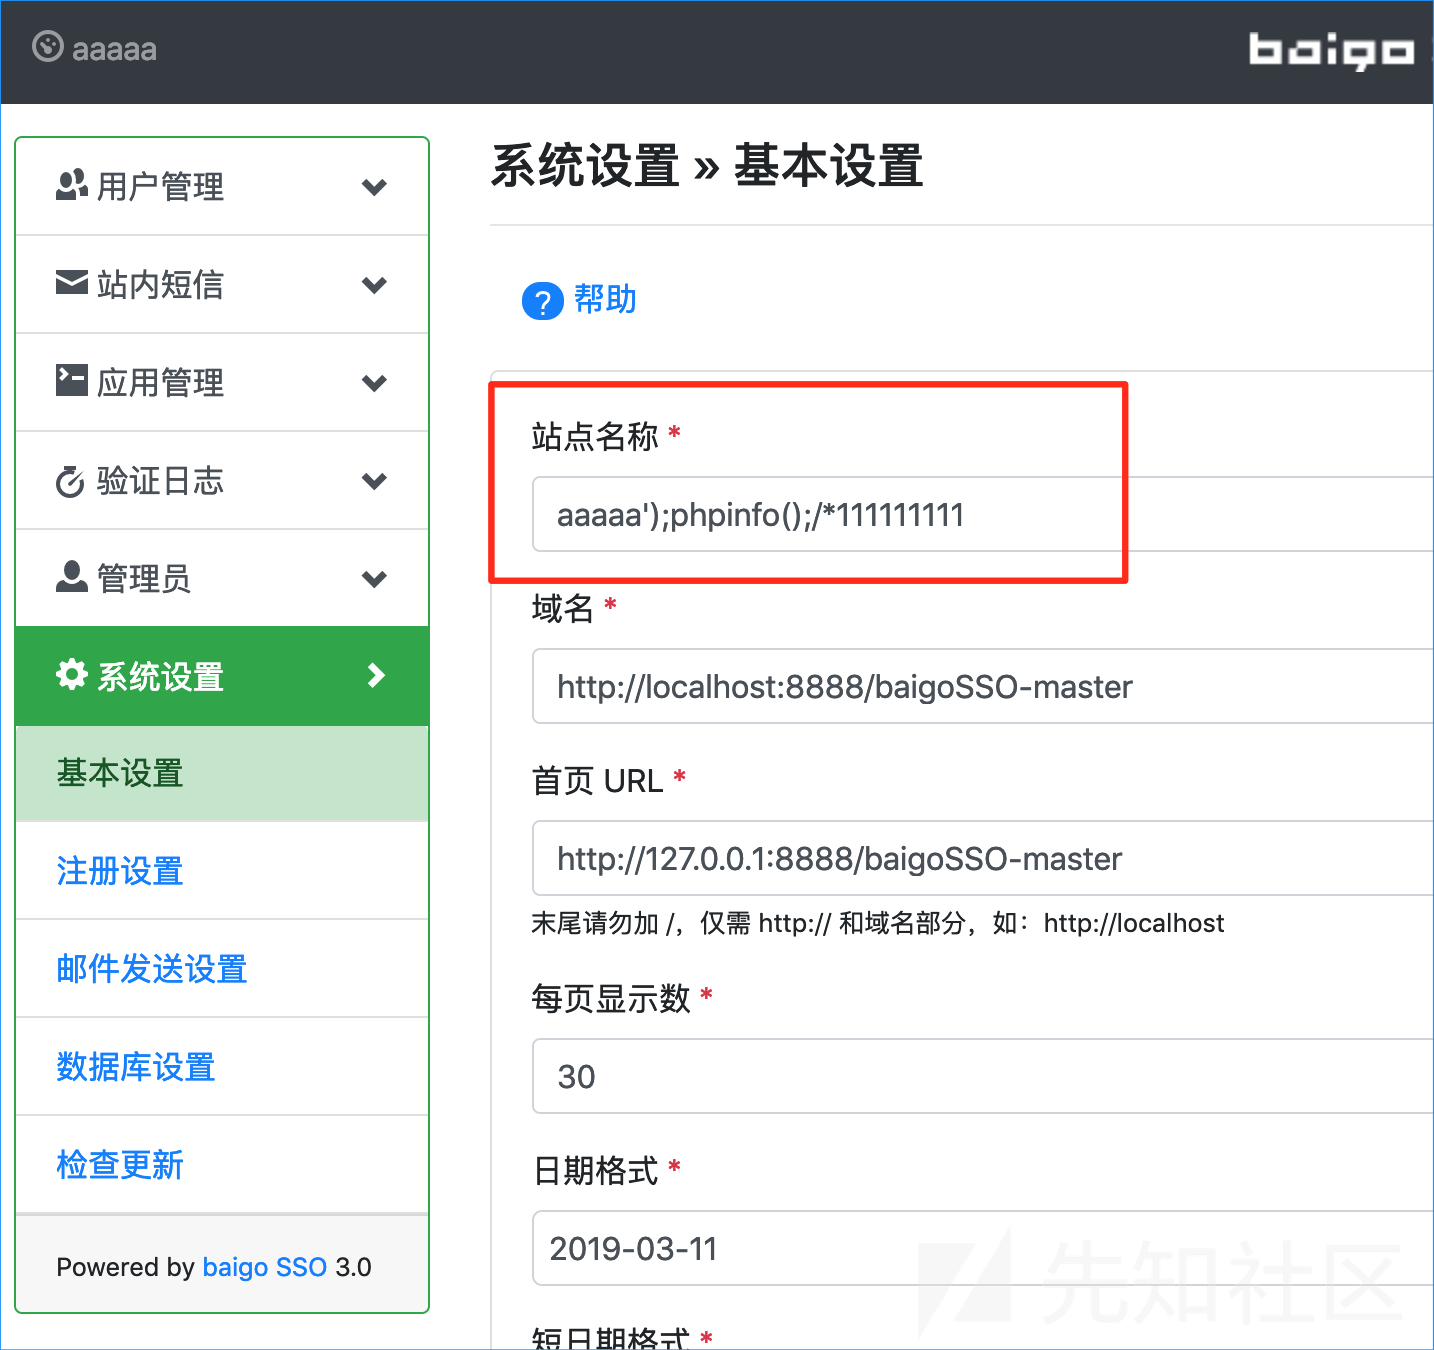 aaaaa
baigo
用户管理
站内短信
应用管理
验证日志
管理员
系统设置
基本设置
注册设置
邮件发送设置
数据库设置
检查更新
Powered by baigo SSO 3.0
系统设置 » 基本设置
? 帮助
站点名称 *
aaaaa');phpinfo();/*111111111
域名 *
http://localhost:8888/baigoSSO-master
首页 URL *
http://127.0.0.1:8888/baigoSSO-master
末尾请勿加 /，仅需 http:// 和域名部分，如：http://localhost
每页显示数 *
30
日期格式 *
2019-03-11
短日期格式 *
先知社区